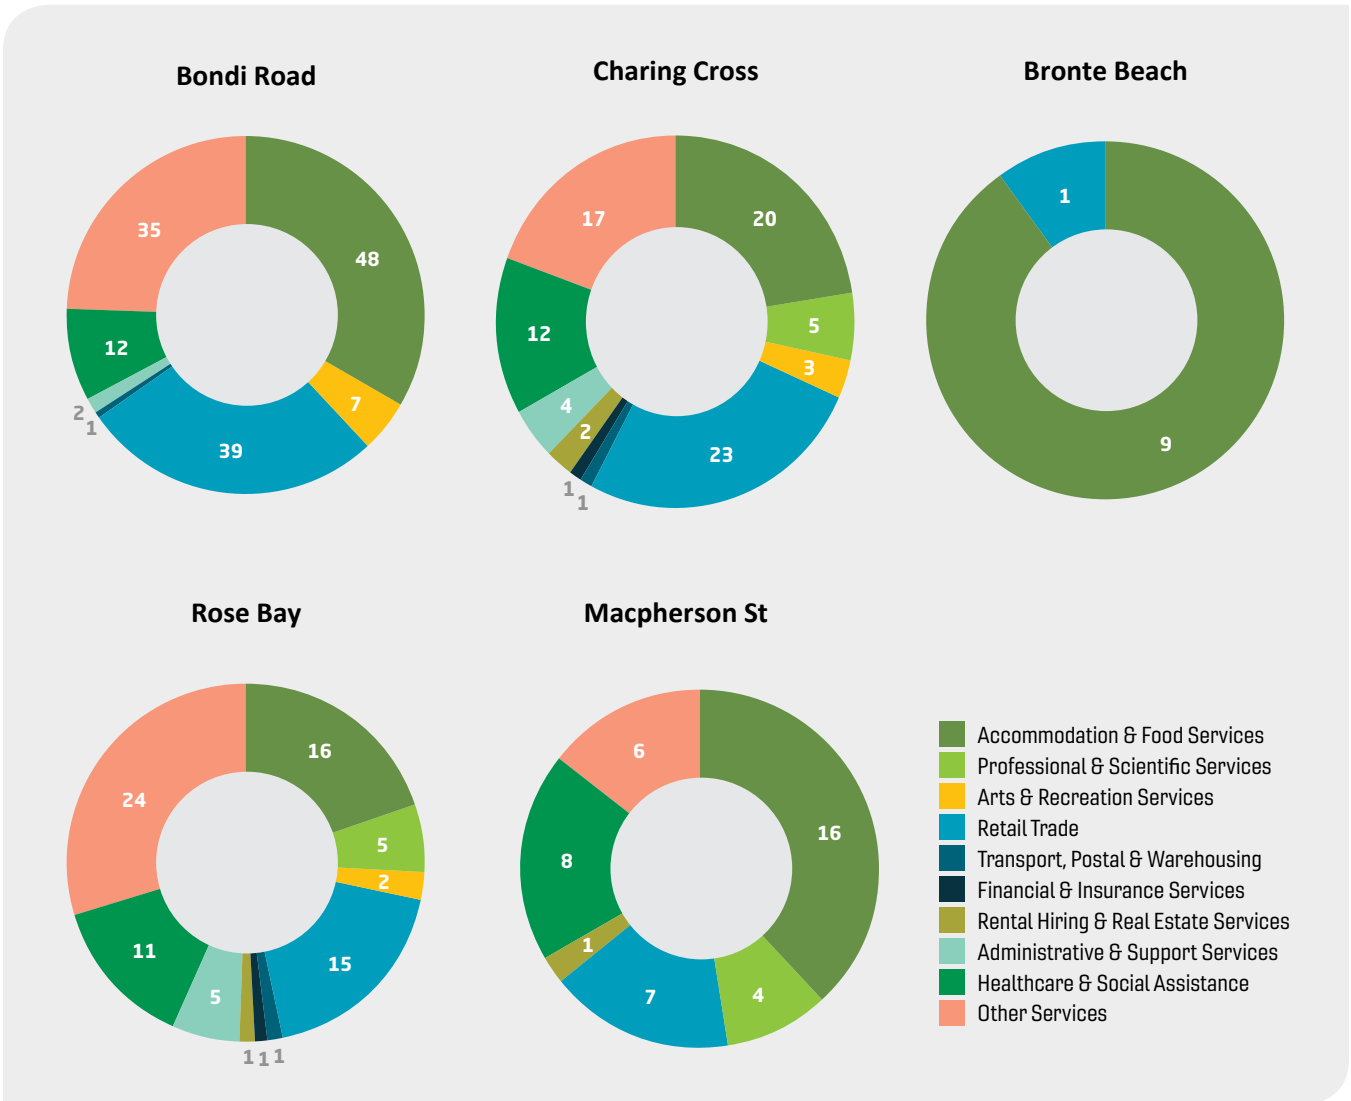 Bondi Road
48
7
39
1
2
12
35
Charing Cross
20
5
3
23
1
1
2
4
12
17
Bronte Beach
1
9
Rose Bay
16
5
2
15
1
1
1
5
11
24
Macpherson St
16
4
7
1
8
6
Accommodation & Food Services
Professional & Scientific Services
Arts & Recreation Services
Retail Trade
Transport, Postal & Warehousing
Financial & Insurance Services
Rental Hiring & Real Estate Services
Administrative & Support Services
Healthcare & Social Assistance
Other Services